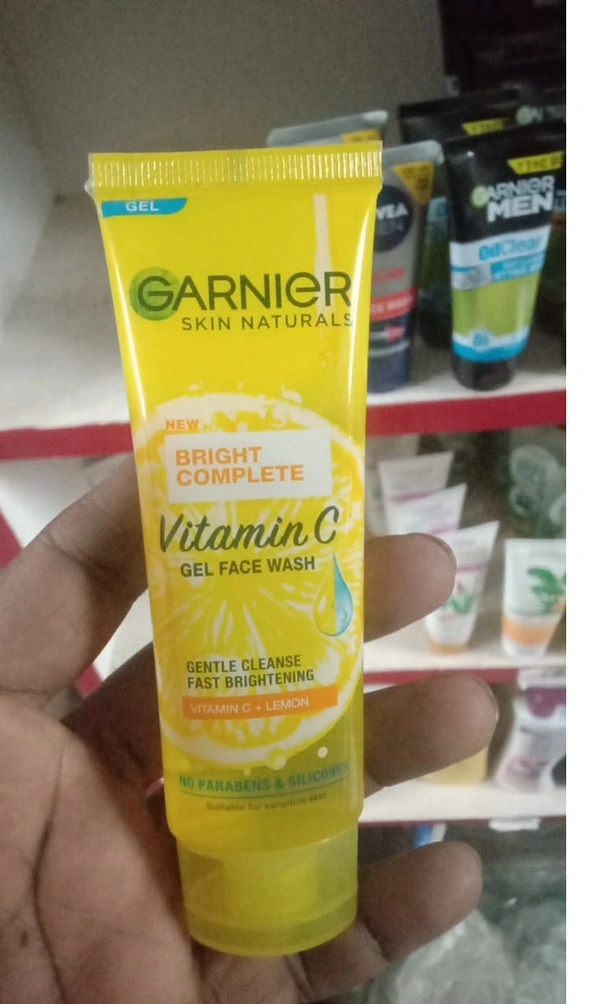 GEL
GARNIER
SKIN NATURALS
NEW
BRIGHT
COMPLETE
Vitamin C
GEL FACE WASH
GENTLE CLEANSE
FAST BRIGHTENING
VITAMIN C + LEMON
NO PARABENS & SILICONES
Suitable for sensitive skin
GARNIER
MEN
OilClear